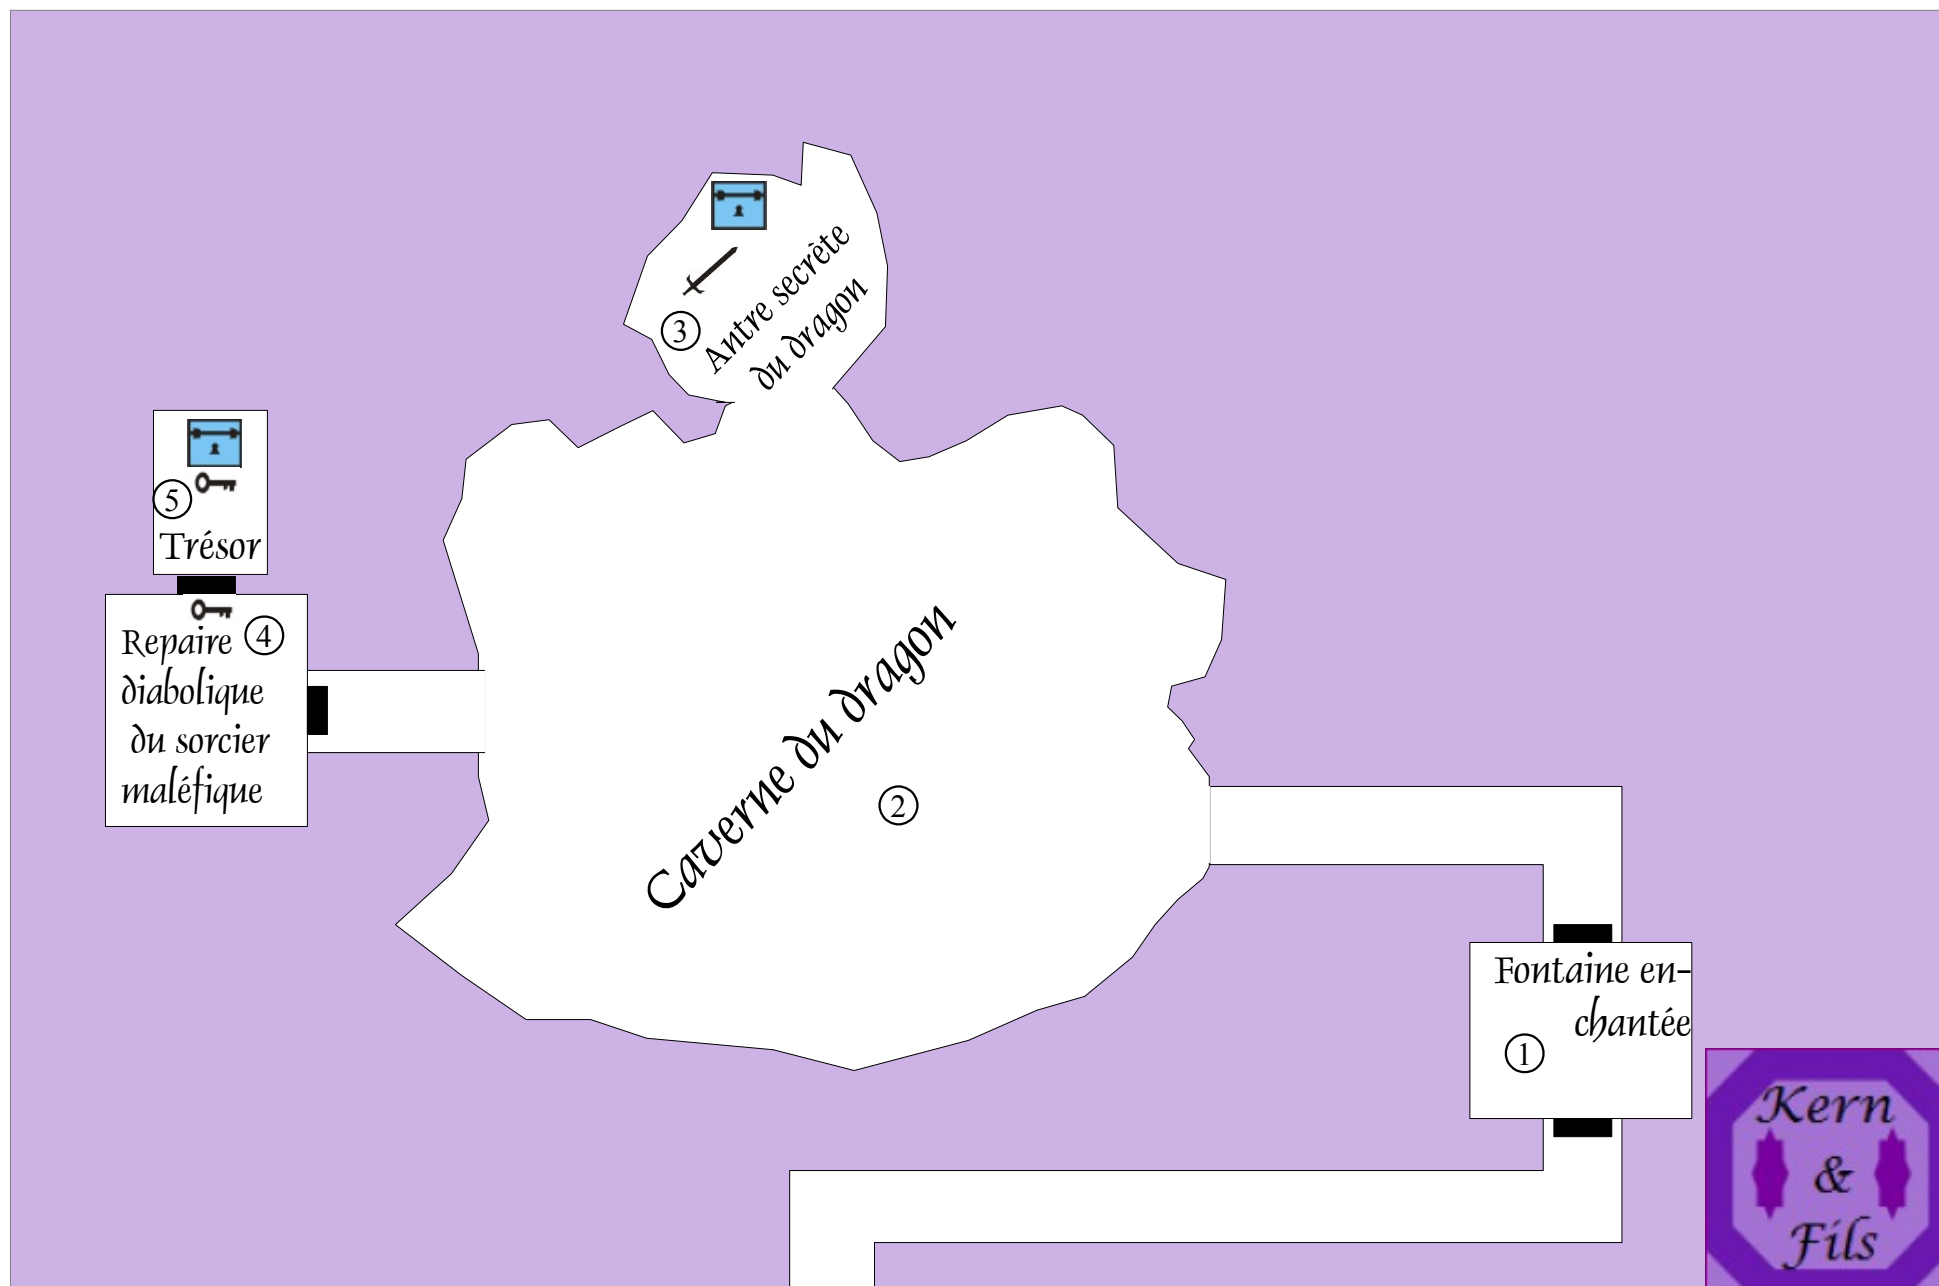 3
Antre secrète
du dragon
5
Trésor
4
Repaire
diabolique
du sorcier
maléfique
Caverne du dragon
2
Fontaine en-
chantée
1
Kern
&
Fils